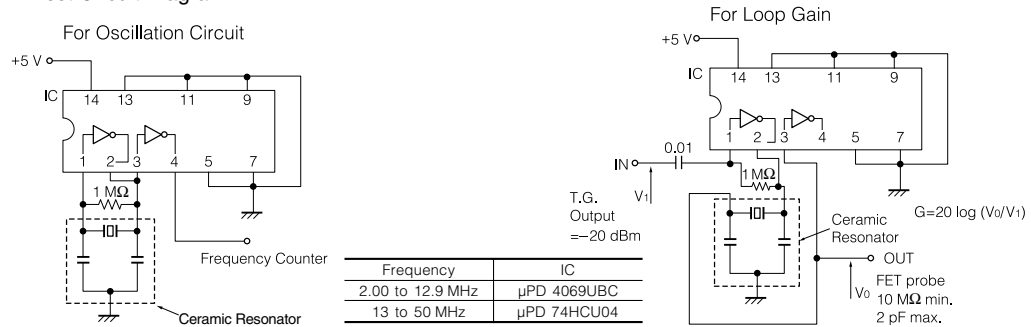 For Oscillation Circuit
+5 V
IC
14 13 11 9
1 2 3 4 5 7
1 MΩ
Frequency Counter
Ceramic Resonator
Frequency IC
2.00 to 12.9 MHz µPD 4069UBC
13 to 50 MHz µPD 74HCU04
For Loop Gain
+5 V
IC
14 13 11 9
1 2 3 4 5 7
0.01
IN
V1
1MΩ
T.G.
Output
=−20 dBm
Ceramic
Resonator
G=20 log (V0/V1)
OUT
V0
FET probe
10 MΩ min.
2 pF max.